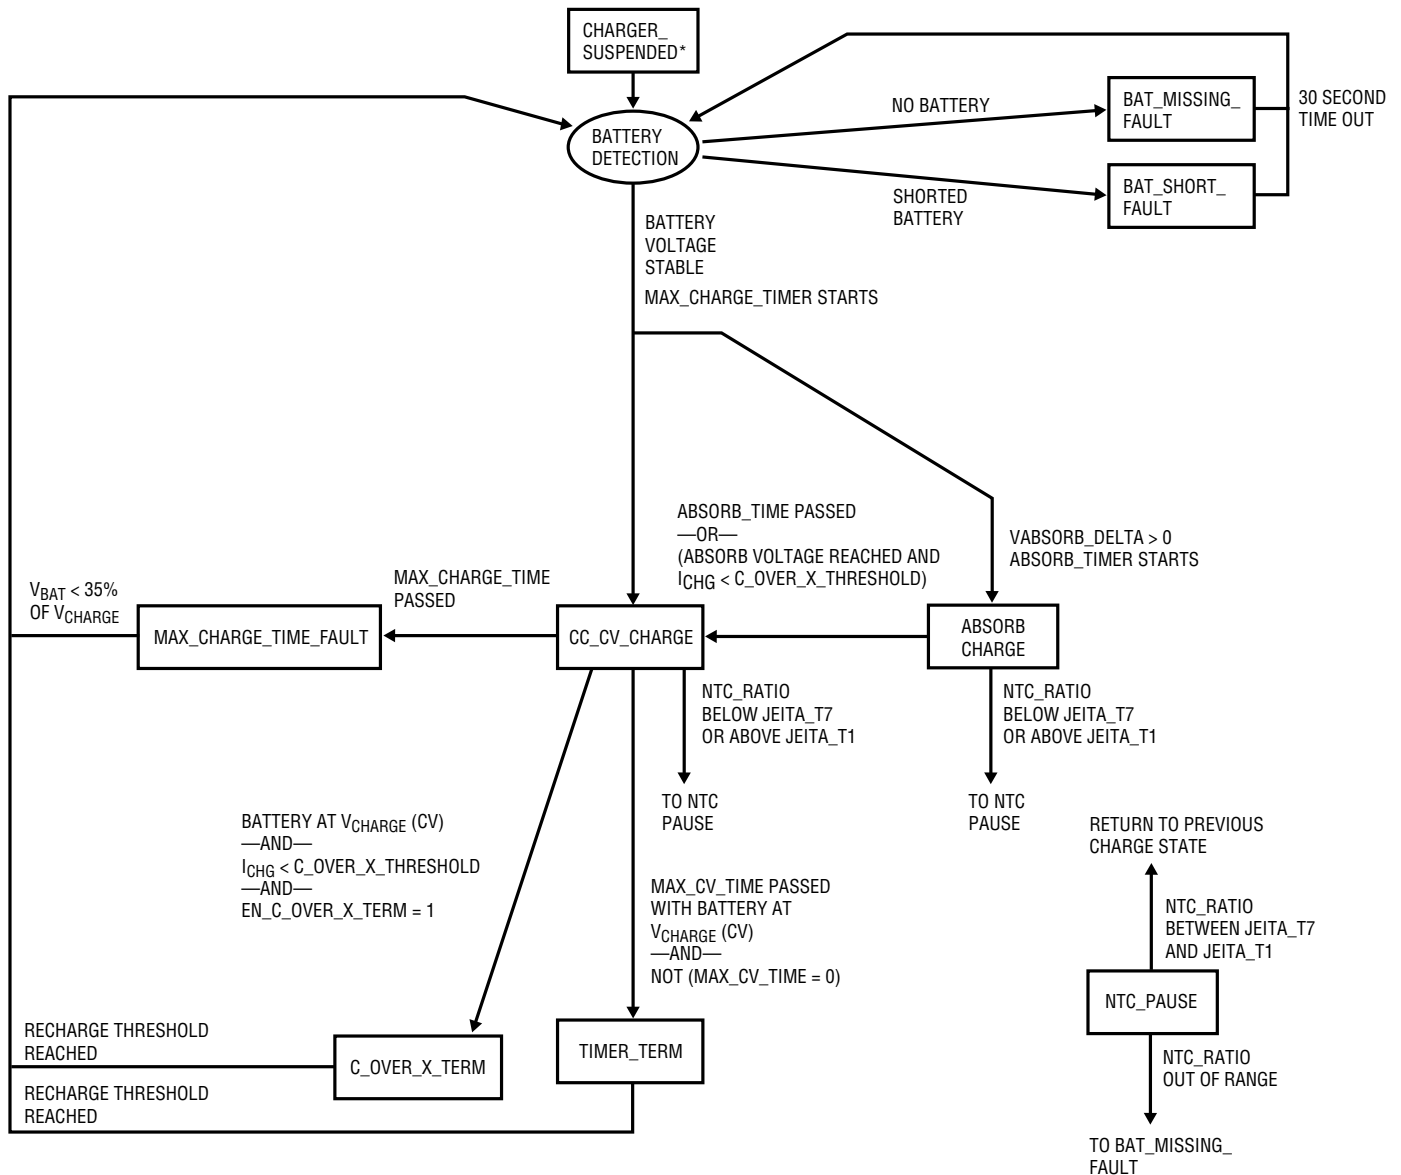 CHARGER_
SUSPENDED*
BATTERY
DETECTION
NO BATTERY
BAT_MISSING_
FAULT
30 SECOND
TIME OUT
SHORTED
BATTERY
BAT_SHORT_
FAULT
BATTERY
VOLTAGE
STABLE
MAX_CHARGE_TIMER STARTS
ABSORB_TIME PASSED
—OR—
(ABSORB VOLTAGE REACHED AND
ICHG < C_OVER_X_THRESHOLD)
VABSORB_DELTA > 0
ABSORB_TIMER STARTS
VBAT < 35%
OF VCHARGE
MAX_CHARGE_TIME
PASSED
MAX_CHARGE_TIME_FAULT
CC_CV_CHARGE
ABSORB
CHARGE
NTC_RATIO
BELOW JEITA_T7
OR ABOVE JEITA_T1
NTC_RATIO
BELOW JEITA_T7
OR ABOVE JEITA_T1
TO NTC
PAUSE
TO NTC
PAUSE
BATTERY AT VCHARGE (CV)
—AND—
ICHG < C_OVER_X_THRESHOLD
—AND—
EN_C_OVER_X_TERM = 1
MAX_CV_TIME PASSED
WITH BATTERY AT
VCHARGE (CV)
—AND—
NOT (MAX_CV_TIME = 0)
RETURN TO PREVIOUS
CHARGE STATE
NTC_RATIO
BETWEEN JEITA_T7
AND JEITA_T1
NTC_PAUSE
NTC_RATIO
OUT OF RANGE
TO BAT_MISSING_
FAULT
RECHARGE THRESHOLD
REACHED
C_OVER_X_TERM
TIMER_TERM
RECHARGE THRESHOLD
REACHED